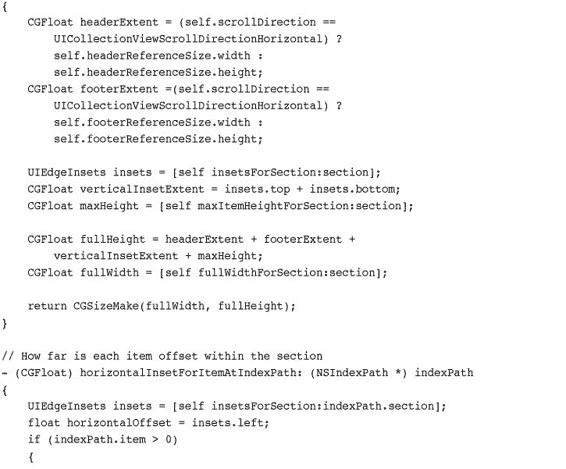 {
CGFloat headerExtent = (self.scrollDirection ==
UICollectionViewScrollDirectionHorizontal) ?
self.headerReferenceSize.width :
self.headerReferenceSize.height;
CGFloat footerExtent =(self.scrollDirection ==
UICollectionViewScrollDirectionHorizontal) ?
self.footerReferenceSize.width :
self.footerReferenceSize.height;
UIEdgeInsets insets = [self insetsForSection:section];
CGFloat verticalInsetExtent = insets.top + insets.bottom;
CGFloat maxHeight = [self maxItemHeightForSection:section];
CGFloat fullHeight = headerExtent + footerExtent +
verticalInsetExtent + maxHeight;
CGFloat fullWidth = [self fullWidthForSection:section];
return CGSizeMake(fullWidth, fullHeight);
}
// How far is each item offset within the section
- (CGFloat) horizontalInsetForItemAtIndexPath: (NSIndexPath *) indexPath
{
UIEdgeInsets insets = [self insetsForSection:indexPath.section];
float horizontalOffset = insets.left;
if (indexPath.item > 0)
{